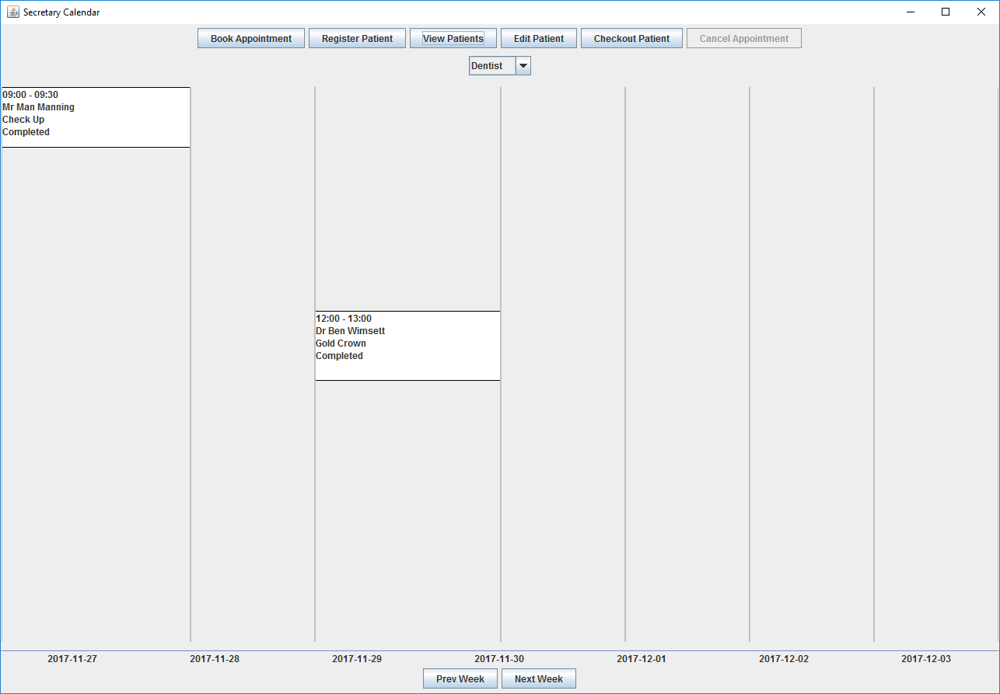 Secretary Calendar
Book Appointment Register Patient View Patients Edit Patient Checkout Patient Cancel Appointment
Dentist
09:00 - 09:30
Mr Man Manning
Check Up
Completed
12:00 - 13:00
Dr Ben Wimsett
Gold Crown
Completed
2017-11-27 2017-11-28 2017-11-29 2017-11-30 2017-12-01 2017-12-02 2017-12-03
Prev Week Next Week